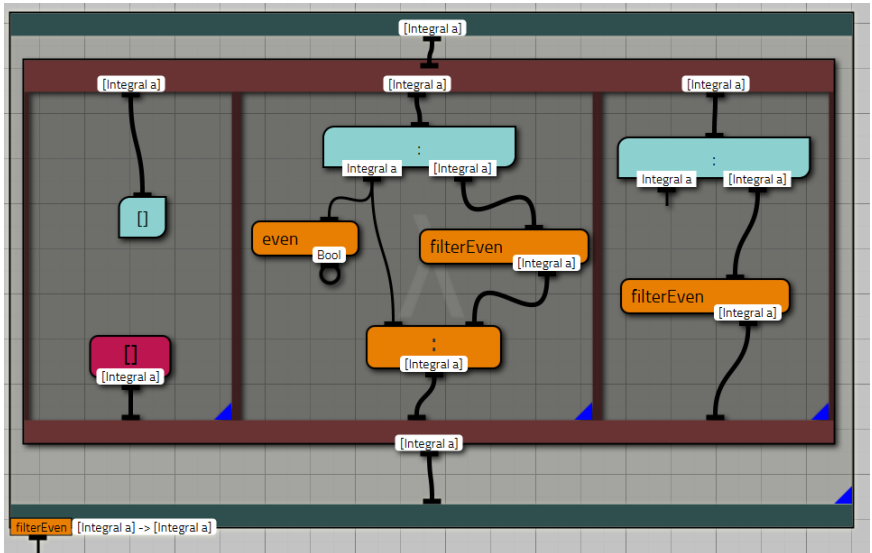 [Integral a]
[Integral a] [Integral a] [Integral a]
:
Integral a [Integral a]
:
Integral a [Integral a]
[]
even
Bool
filterEven
[Integral a]
filterEven
[Integral a]
[]
[Integral a]
:
[Integral a]
[Integral a]
λ
filterEven [Integral a] -> [Integral a]